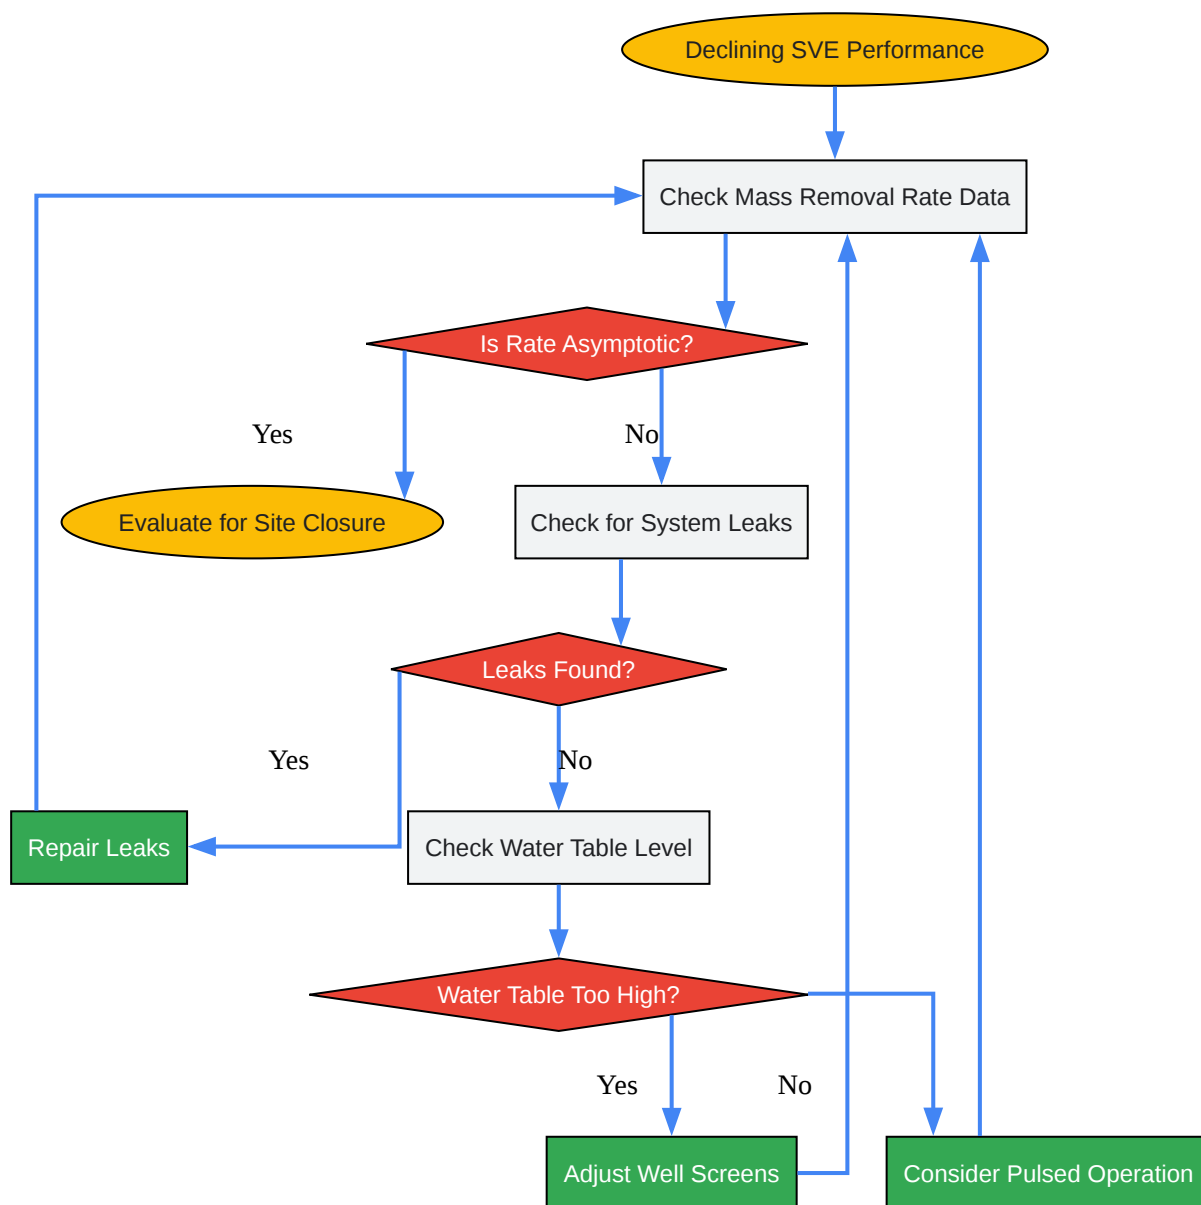 Declining SVE Performance
Check Mass Removal Rate Data
Is Rate Asymptotic?
Yes
No
Evaluate for Site Closure
Check for System Leaks
Leaks Found?
Yes
No
Repair Leaks
Check Water Table Level
Water Table Too High?
Yes
No
Adjust Well Screens
Consider Pulsed Operation